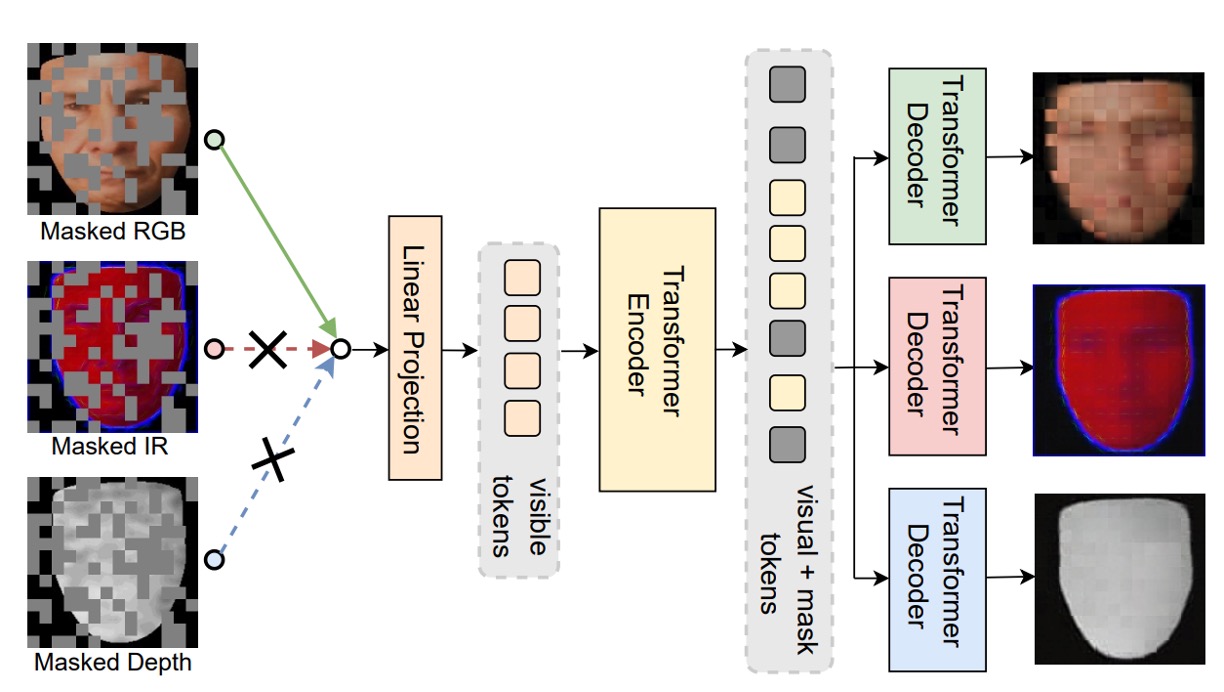 Masked RGB
Masked IR
Masked Depth
Linear Projection
visible
tokens
Transformer
Encoder
visual + mask
tokens
Transformer
Decoder
Transformer
Decoder
Transformer
Decoder